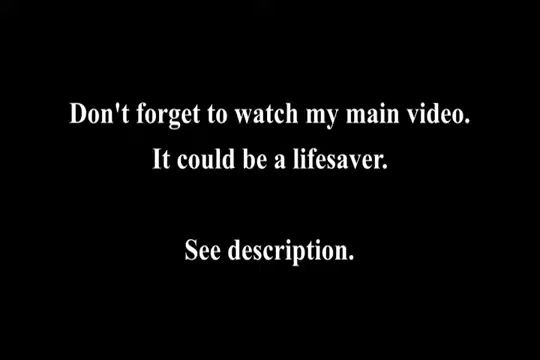 Don't forget to watch my main video.
It could be a lifesaver.
See description.